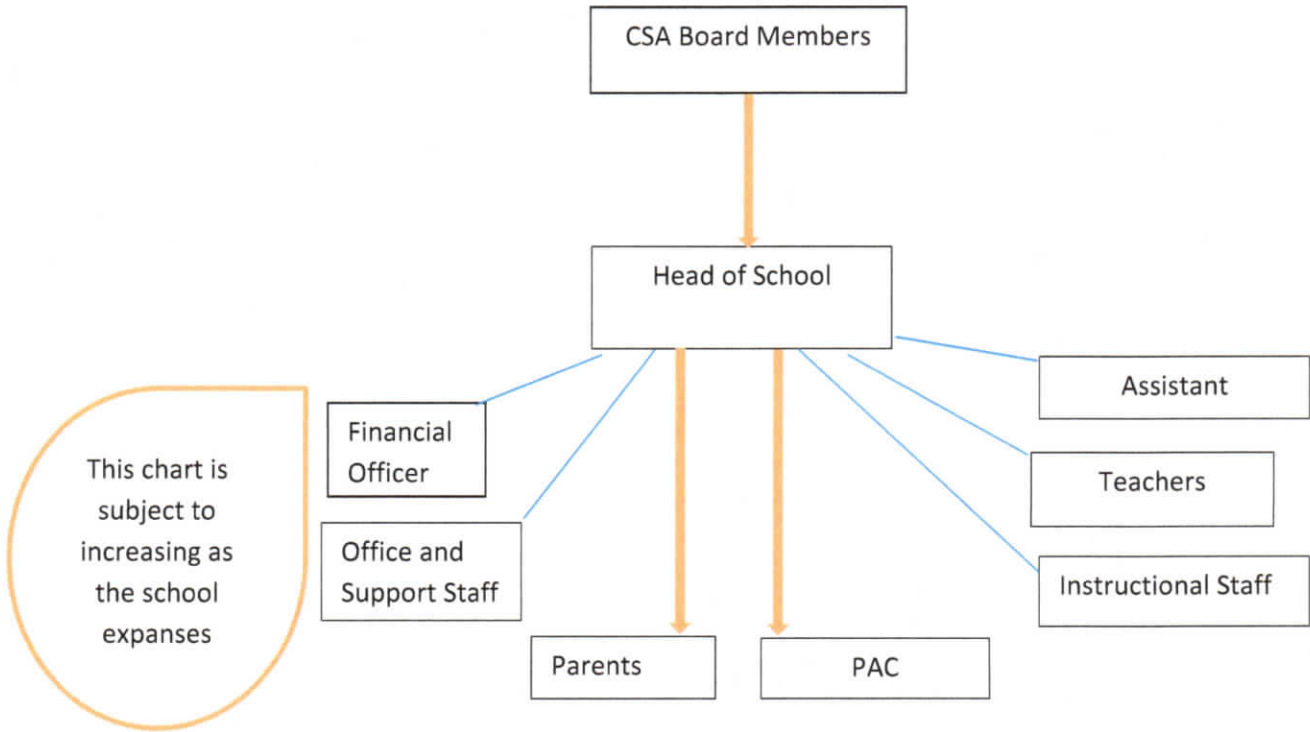 CSA Board Members
Head of School
Assistant
Financial
Officer
Teachers
This chart is
subject to
increasing as
the school
expanses
Office and
Support Staff
Instructional Staff
Parents
PAC